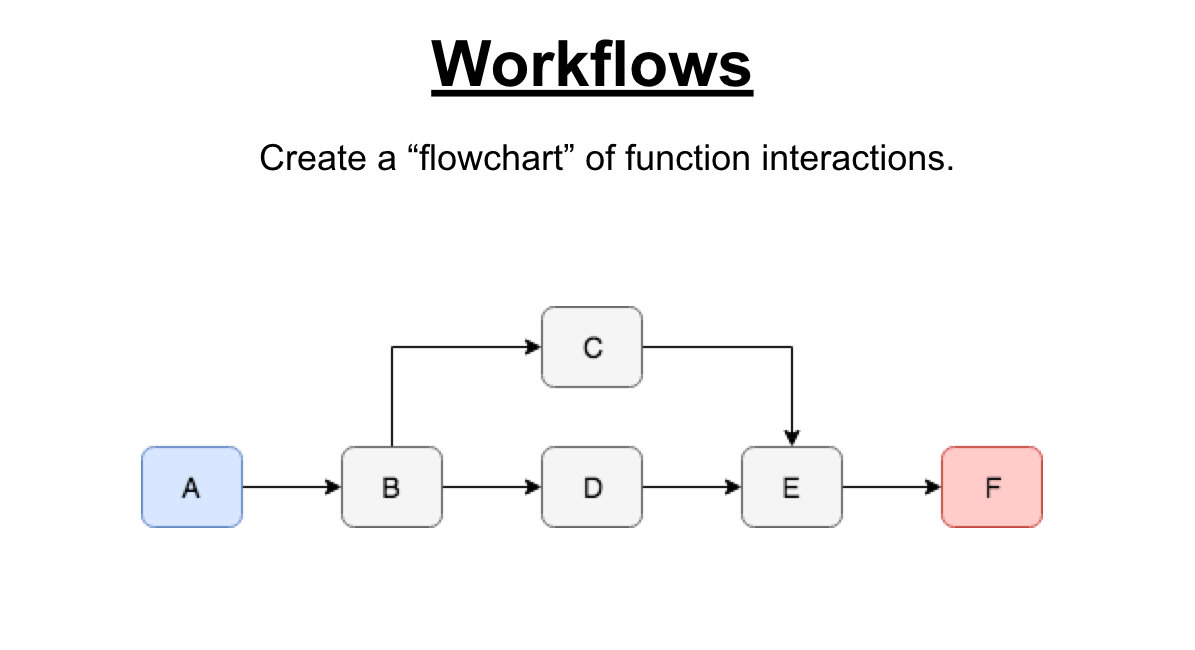 Workflows
Create a “flowchart” of function interactions.
C
A
B
D
E
F